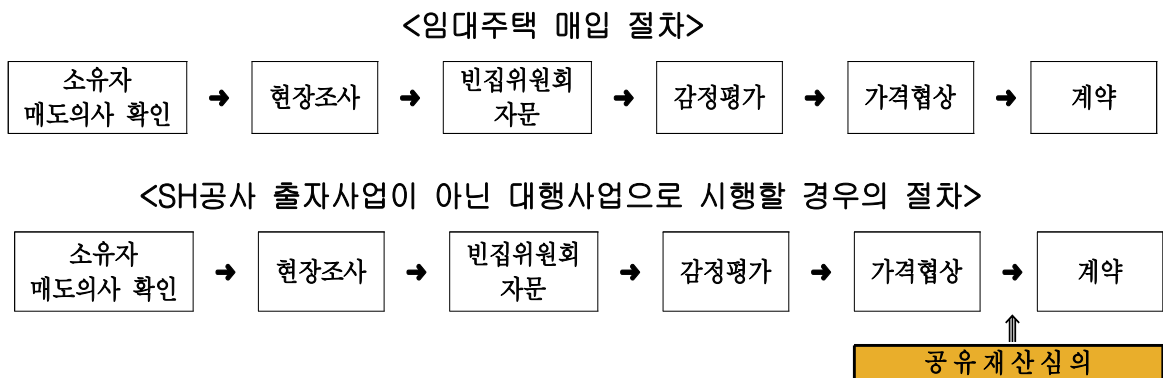 <임대주택 매입 절차>
소유자
매도의사 확인
➜
현장조사
➜
빈집위원회
자문
➜
감정평가
➜
가격협상
➜
계약
<SH공사 출자사업이 아닌 대행사업으로 시행할 경우의 절차>
소유자
매도의사 확인
➜
현장조사
➜
빈집위원회
자문
➜
감정평가
➜
가격협상
➜
계약
⇑
공유재산심의